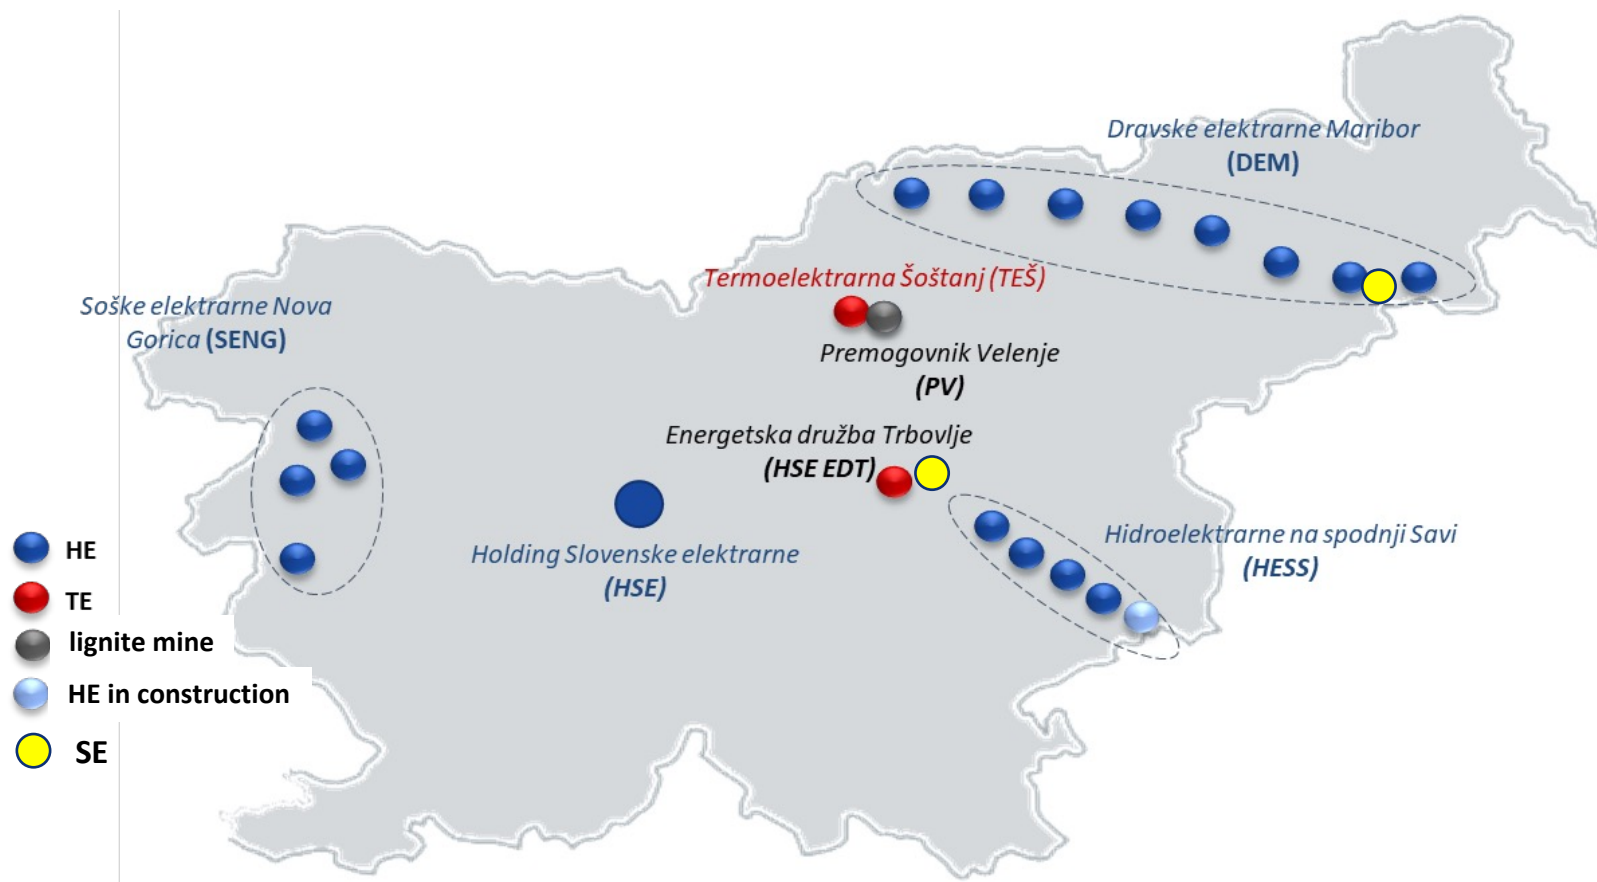 Dravske elektrarne Maribor
(DEM)
Termoelektrarna Šoštanj (TEŠ)
Soške elektrarne Nova
Gorica (SENG)
Premogovnik Velenje
(PV)
Energetska družba Trbovlje
(HSE EDT)
Holding Slovenske elektrarne
(HSE)
Hidroelektrarne na spodnji Savi
(HESS)
HE
TE
lignite mine
HE in construction
SE